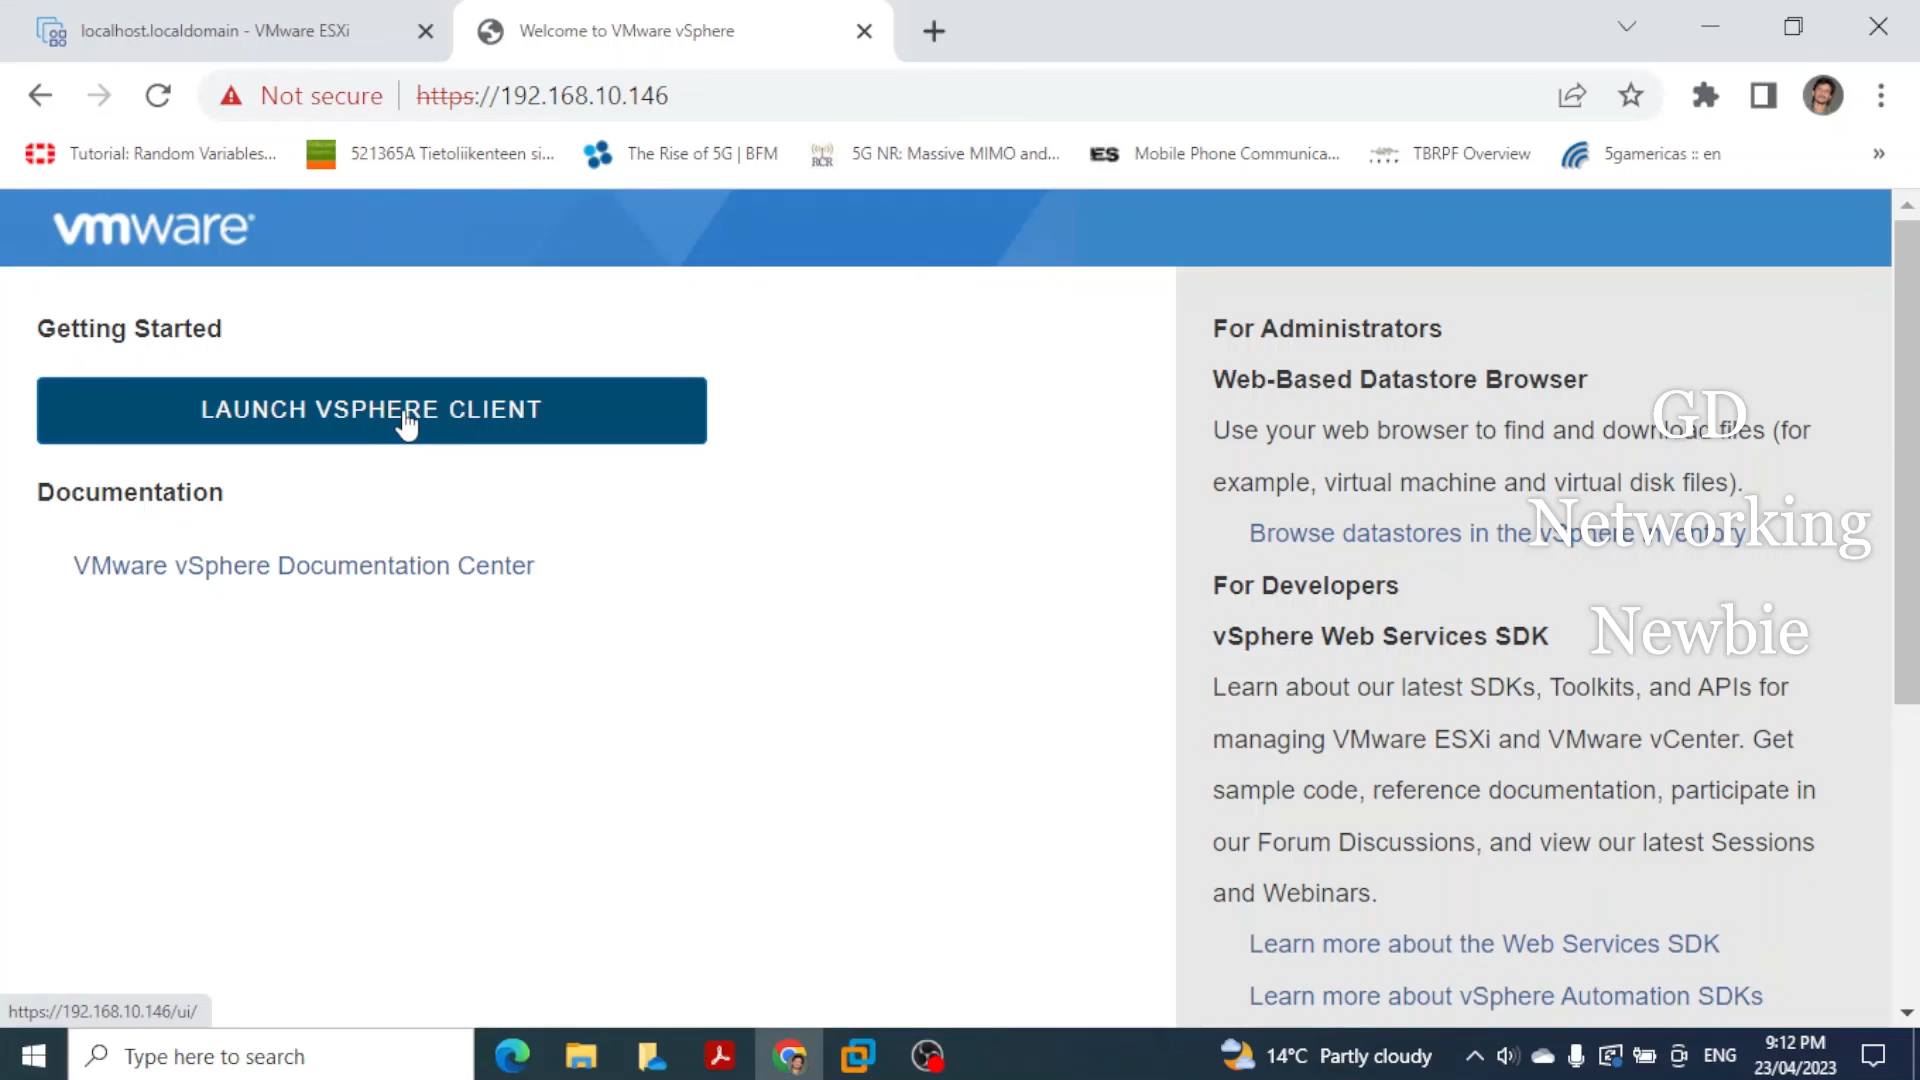 localhost.localdomain - VMware ESXi
Welcome to VMware vSphere
Not secure
https://192.168.10.146
Tutorial: Random Variables...
521365A Tietoliikenteen si...
The Rise of 5G | BFM
RCR
5G NR: Massive MIMO and...
ES
Mobile Phone Communica...
TBRPF Overview
5gamericas :: en
»
vmware
Getting Started
LAUNCH VSPHERE CLIENT
Documentation
VMware vSphere Documentation Center
For Administrators
Web-Based Datastore Browser
Use your web browser to find and download files (for
example, virtual machine and virtual disk files).
Browse datastores in the vSphere inventory
For Developers
vSphere Web Services SDK
Learn about our latest SDKs, Toolkits, and APIs for
managing VMware ESXi and VMware vCenter. Get
sample code, reference documentation, participate in
our Forum Discussions, and view our latest Sessions
and Webinars.
Learn more about the Web Services SDK
Learn more about vSphere Automation SDKs
GD
Networking
Newbie
https://192.168.10.146/ui/
Type here to search
14°C Partly cloudy
ENG
9:12 PM
23/04/2023